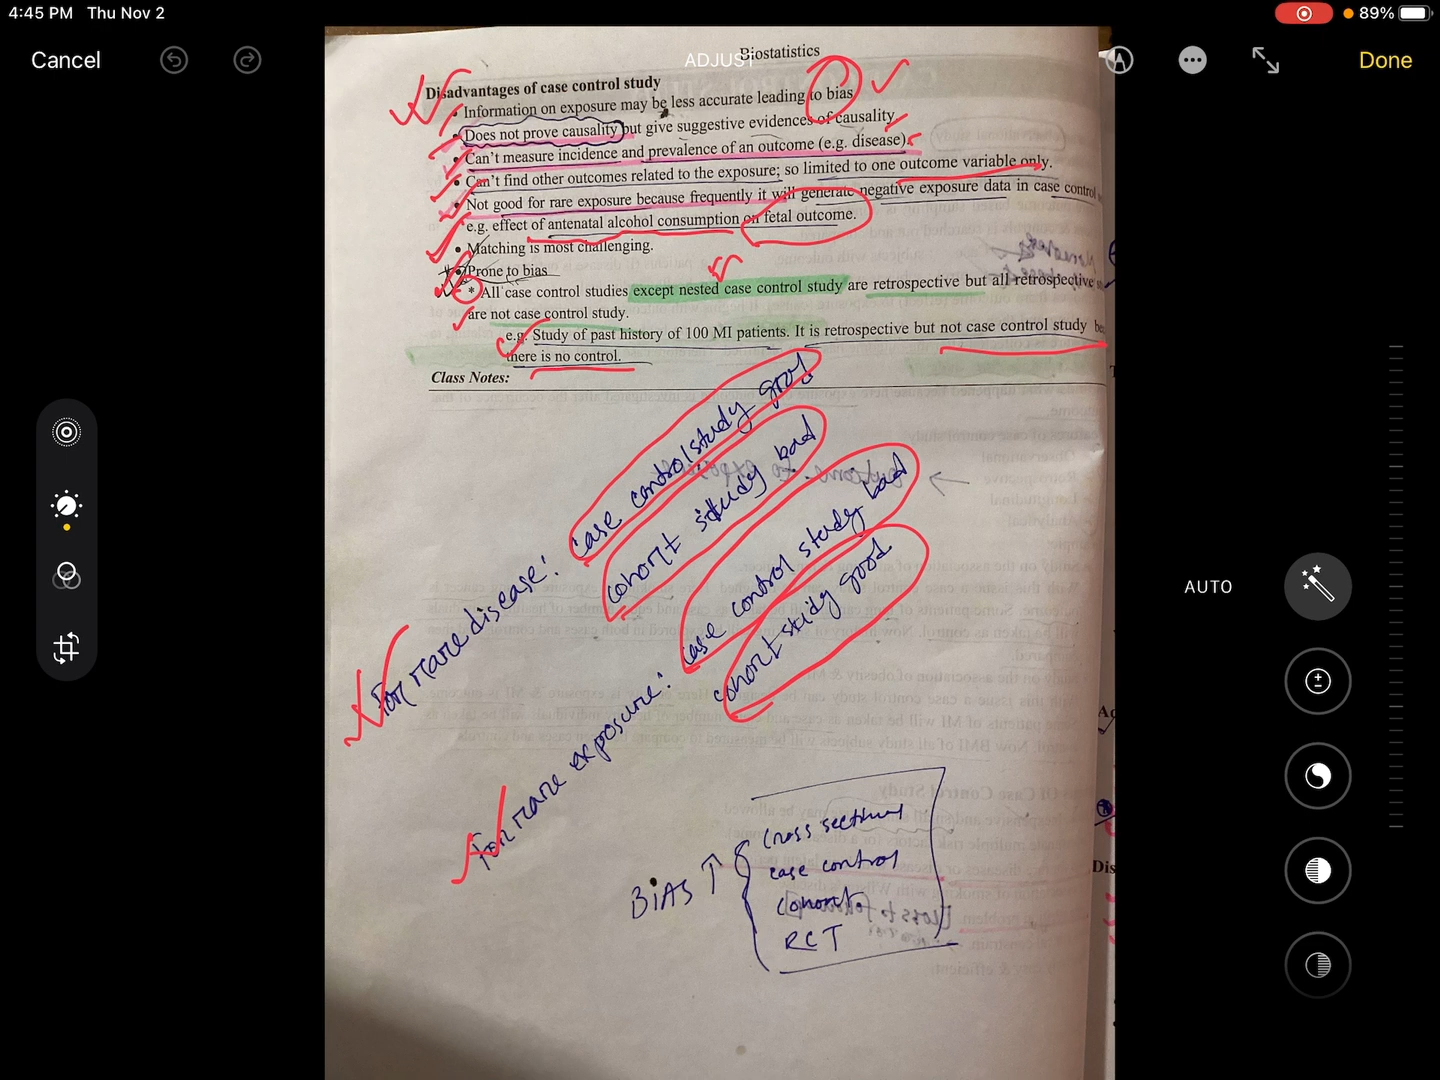 4:45 PM Thu Nov 2
89%
Cancel
ADJUST
Done
Biostatistics
Disadvantages of case control study
• Information on exposure may be less accurate leading to bias
• Does not prove causality but give suggestive evidences of causality
• Can't measure incidence and prevalence of an outcome (e.g. disease).
• Can't find other outcomes related to the exposure; so limited to one outcome variable only.
• Not good for rare exposure because frequently it will generate negative exposure data in case control
e.g. effect of antenatal alcohol consumption on fetal outcome.
• Matching is most challenging.
• Prone to bias
* All case control studies except nested case control study are retrospective but all retrospective
are not case control study.
e.g. Study of past history of 100 MI patients. It is retrospective but not case control study be
there is no control.
Class Notes:
For rare disease: case control study good
cohort study bad
For rare exposure: case control study bad
cohort study good
BIAS ↑ { Cross sectional
case control
cohort
RCT
AUTO
Dis